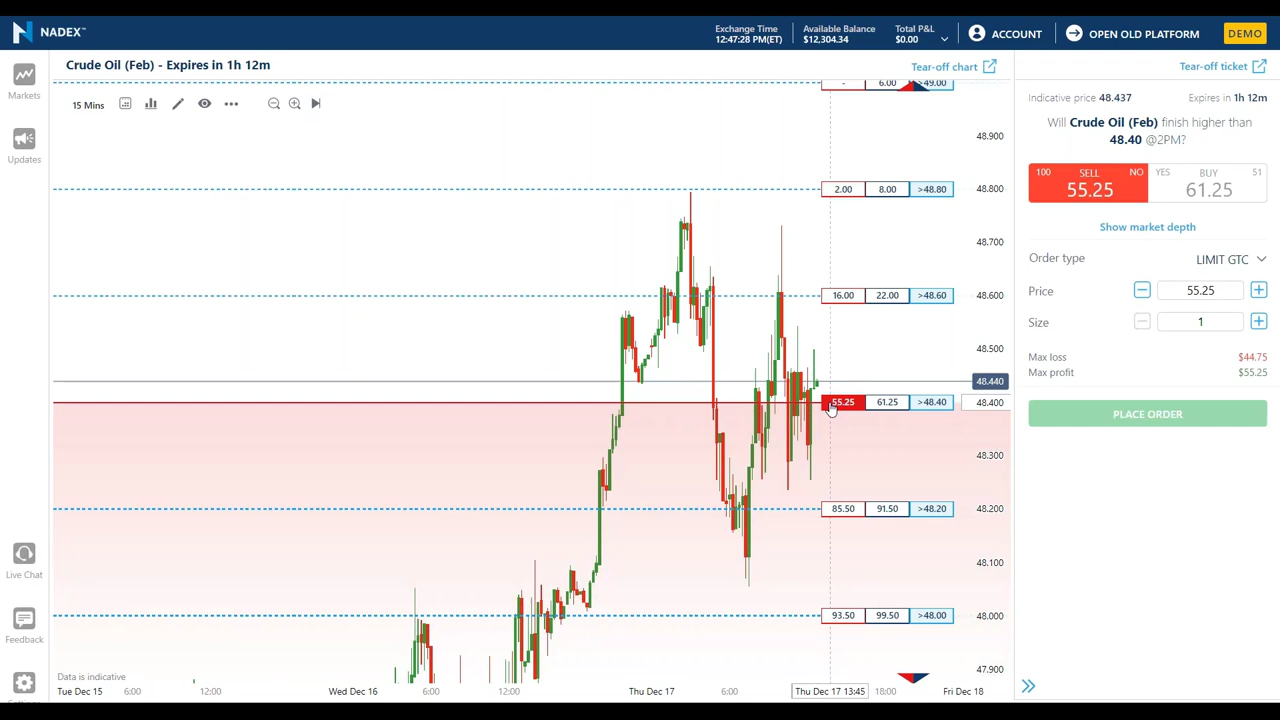 NADEX™
Exchange Time
12:47:28 PM(ET)
Available Balance
$12,304.34
Total P&L
$0.00
ACCOUNT
OPEN OLD PLATFORM
DEMO
Markets
Updates
Live Chat
Feedback
Crude Oil (Feb) - Expires in 1h 12m
Tear-off chart
15 Mins
- 6.00 >49.00
2.00 8.00 >48.80
16.00 22.00 >48.60
55.25 61.25 >48.40
85.50 91.50 >48.20
93.50 99.50 >48.00
48.900
48.800
48.700
48.600
48.500
48.440
48.400
48.300
48.200
48.100
48.000
47.900
Data is indicative
Tue Dec 15 6:00 12:00 Wed Dec 16 6:00 12:00 Thu Dec 17 6:00 Thu Dec 17 13:45 18:00 Fri Dec 18
Tear-off ticket
Indicative price 48.437 Expires in 1h 12m
Will Crude Oil (Feb) finish higher than
48.40 @2PM?
100 SELL NO
55.25
YES BUY 51
61.25
Show market depth
Order type LIMIT GTC
Price 55.25
Size 1
Max loss $44.75
Max profit $55.25
PLACE ORDER